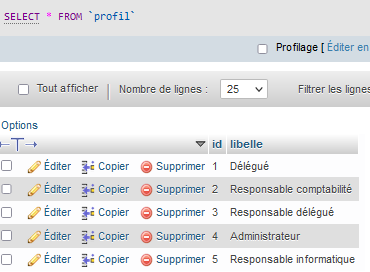 SELECT * FROM `profil`
Profilage [ Éditer en
Tout afficher | Nombre de lignes : 25 Filtrer les lignes
Options
id libelle
Éditer Copier Supprimer 1 Délégué
Éditer Copier Supprimer 2 Responsable comptabilité
Éditer Copier Supprimer 3 Responsable délégué
Éditer Copier Supprimer 4 Administrateur
Éditer Copier Supprimer 5 Responsable informatique